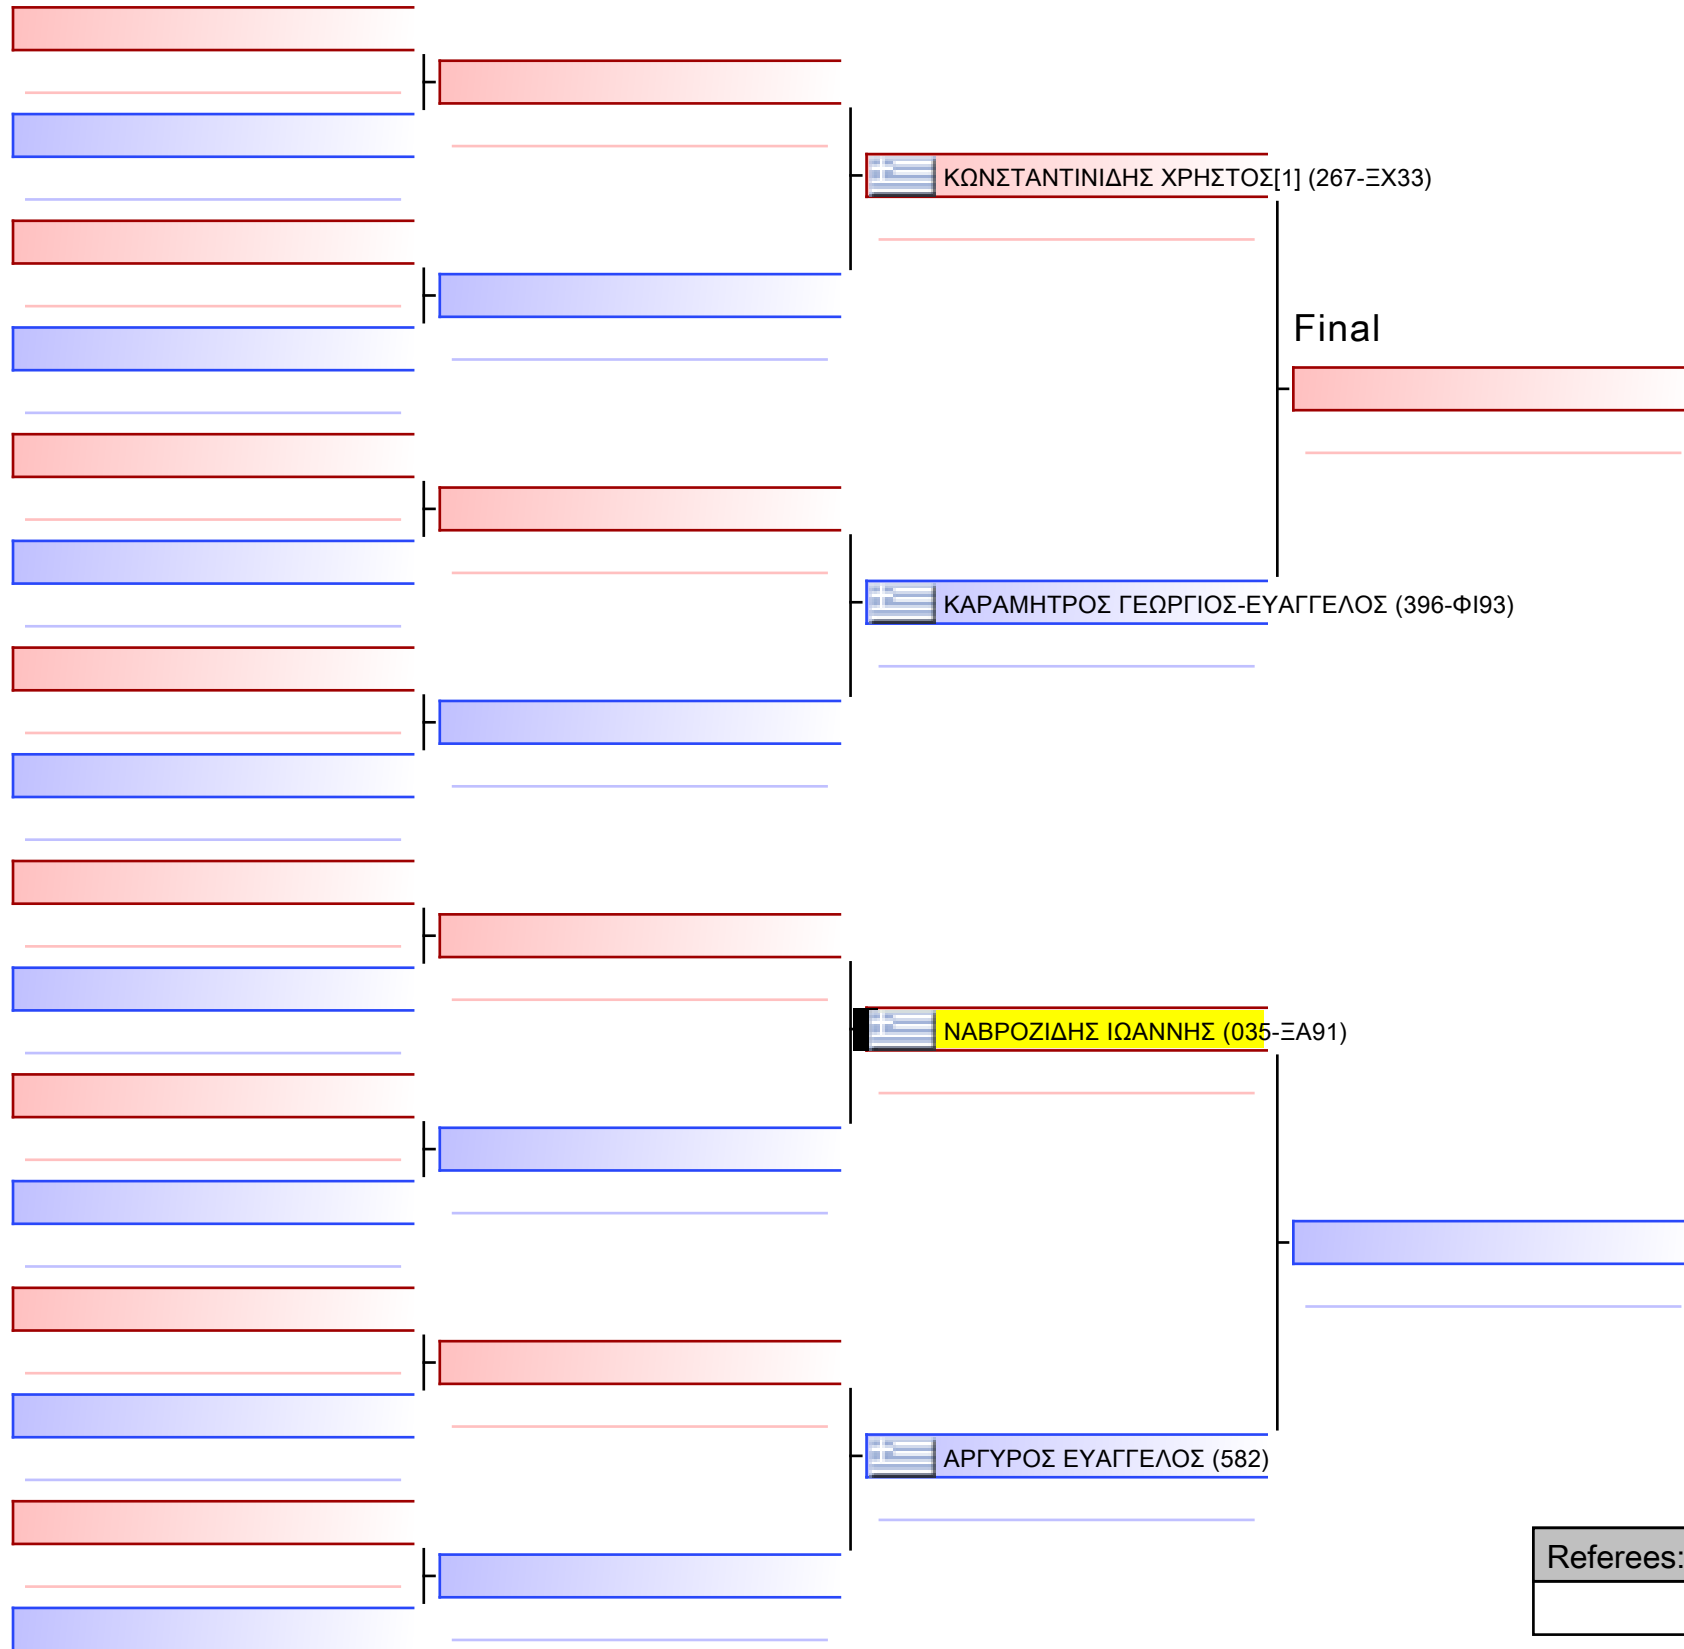 ΚΩΝΣΤΑΝΤΙΝΙΔΗΣ ΧΡΗΣΤΟΣ[1] (267-ΞΧ33)
Final
ΚΑΡΑΜΗΤΡΟΣ ΓΕΩΡΓΙΟΣ-ΕΥΑΓΓΕΛΟΣ (396-ΦΙ93)
ΝΑΒΡΟΖΙΔΗΣ ΙΩΑΝΝΗΣ (035-ΞΑ91)
ΑΡΓΥΡΟΣ ΕΥΑΓΓΕΛΟΣ (582)
Referees: